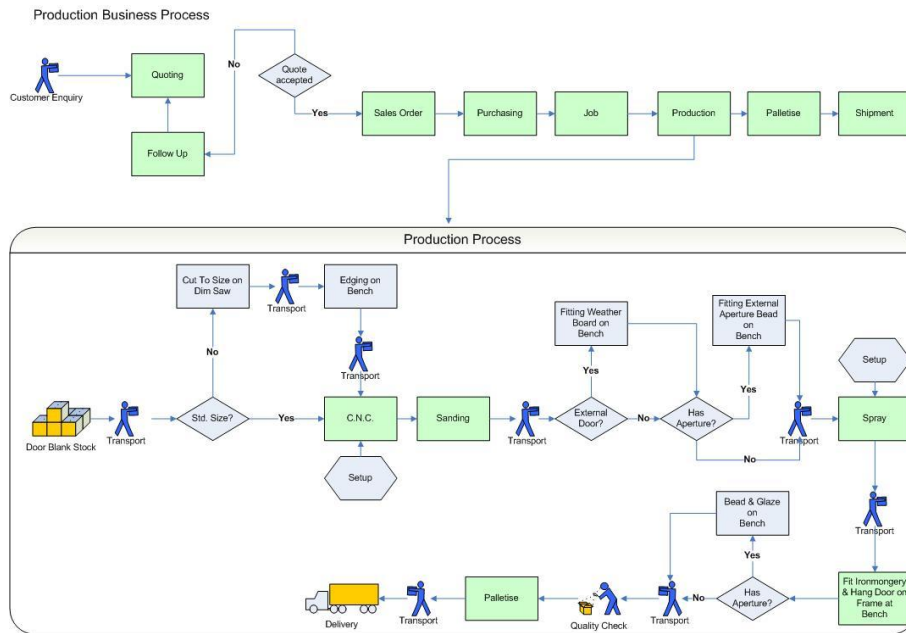 Production Business Process
Customer Enquiry
Quoting
Follow Up
No
Quote
accepted
Yes
Sales Order
Purchasing
Job
Production
Palletise
Shipment
Production Process
Cut To Size on
Dim Saw
Transport
Edging on
Bench
Transport
No
Door Blank Stock
Transport
Std. Size?
Yes
C.N.C.
Setup
Sanding
Transport
External
Door?
Yes
Fitting Weather
Board on
Bench
No
Has
Aperture?
Yes
Fitting External
Aperture Bead
on
Bench
No
Transport
Setup
Spray
Transport
Fit Ironmongery
& Hang Door on
Frame at
Bench
Has
Aperture?
Yes
Bead & Glaze
on
Bench
No
Transport
Quality Check
Palletise
Transport
Delivery